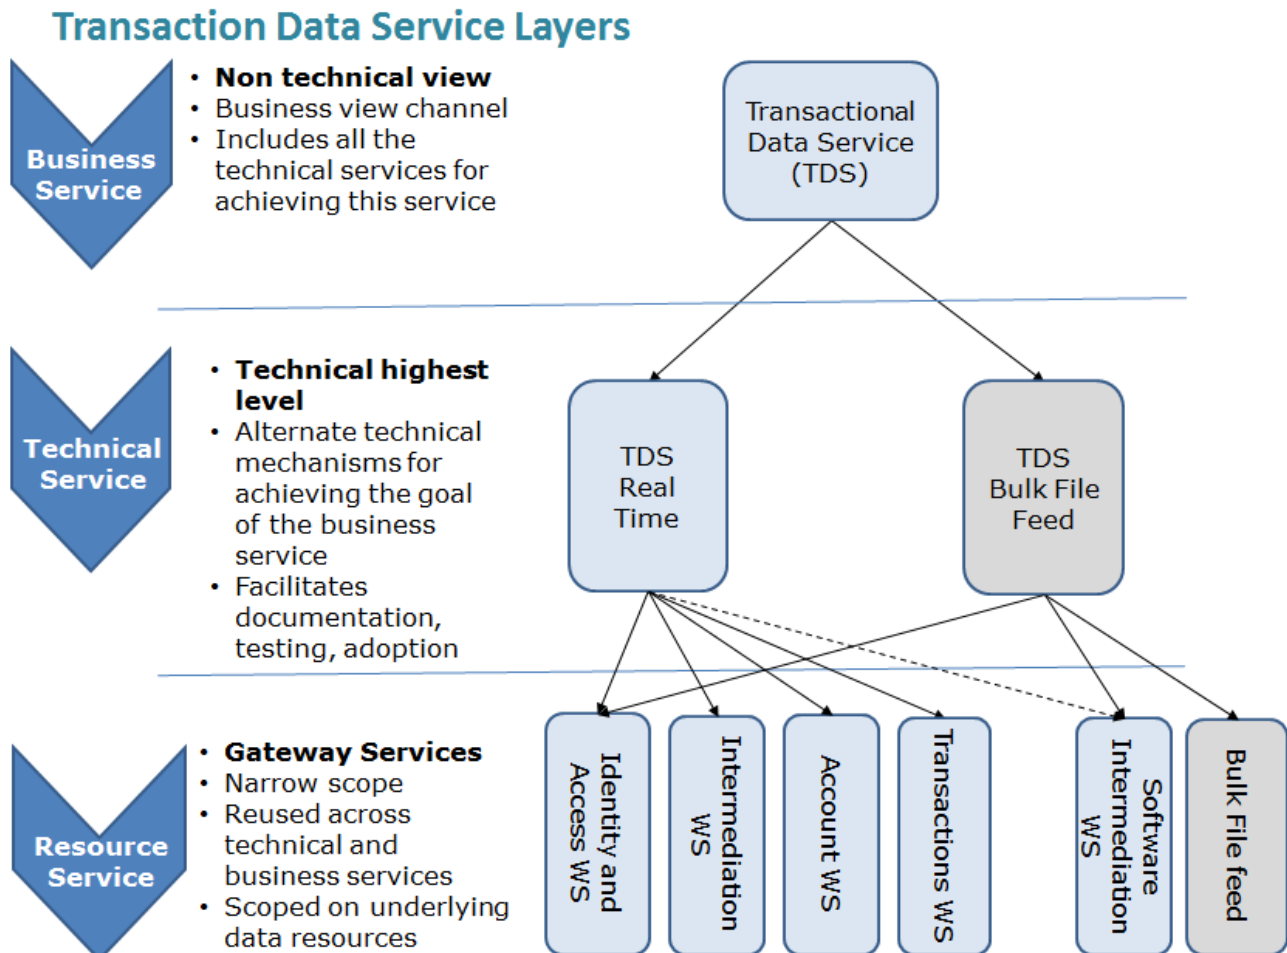 Transaction Data Service Layers
Business
Service
• Non technical view
• Business view channel
• Includes all the
technical services for
achieving this service
Transactional
Data Service
(TDS)
Technical
Service
• Technical highest
level
• Alternate technical
mechanisms for
achieving the goal
of the business
service
• Facilitates
documentation,
testing, adoption
TDS
Real
Time
TDS
Bulk File
Feed
Resource
Service
• Gateway Services
• Narrow scope
• Reused across
technical and
business services
• Scoped on underlying
data resources
Identity and
Access WS
Intermediation
WS
Account WS
Transactions WS
Software
Intermediation
WS
Bulk File feed